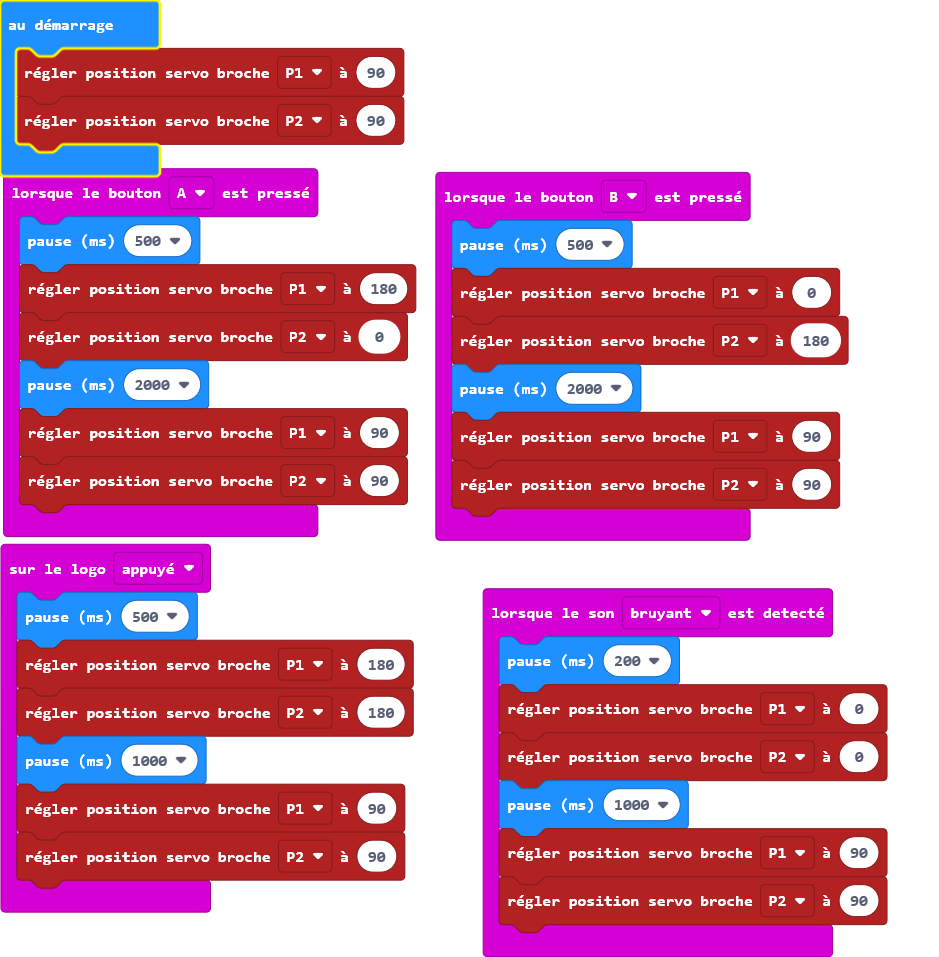 au démarrage
régler position servo broche P1 à 90
régler position servo broche P2 à 90
lorsque le bouton A est pressé
pause (ms) 500
régler position servo broche P1 à 180
régler position servo broche P2 à 0
pause (ms) 2000
régler position servo broche P1 à 90
régler position servo broche P2 à 90
lorsque le bouton B est pressé
pause (ms) 500
régler position servo broche P1 à 0
régler position servo broche P2 à 180
pause (ms) 2000
régler position servo broche P1 à 90
régler position servo broche P2 à 90
sur le logo appuyé
pause (ms) 500
régler position servo broche P1 à 180
régler position servo broche P2 à 180
pause (ms) 1000
régler position servo broche P1 à 90
régler position servo broche P2 à 90
lorsque le son bruyant est detecté
pause (ms) 200
régler position servo broche P1 à 0
régler position servo broche P2 à 0
pause (ms) 1000
régler position servo broche P1 à 90
régler position servo broche P2 à 90